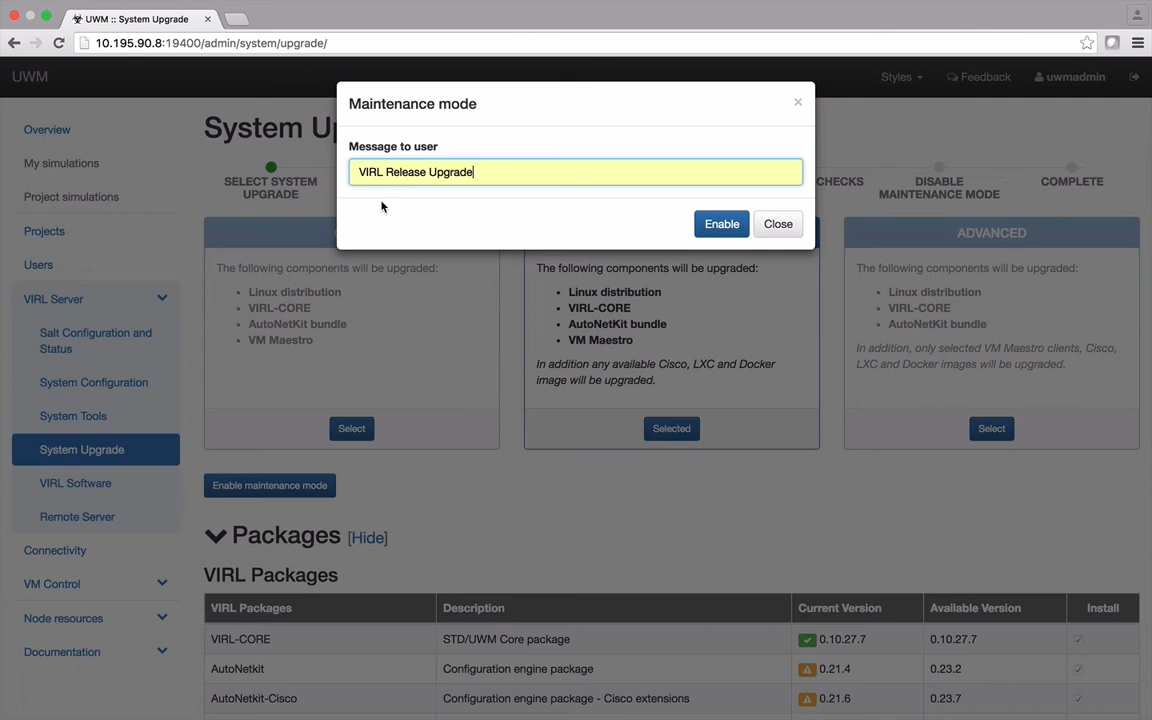 UWM :: System Upgrade
10.195.90.8:19400/admin/system/upgrade/
UWM
Styles
Feedback
uwmadmin
Overview
My simulations
Project simulations
Projects
Users
VIRL Server
Salt Configuration and
Status
System Configuration
System Tools
System Upgrade
VIRL Software
Remote Server
Connectivity
VM Control
Node resources
Documentation
System Up
Maintenance mode
×
Message to user
VIRL Release Upgrade
Enable
Close
SELECT SYSTEM
UPGRADE
CHECKS
DISABLE
MAINTENANCE MODE
COMPLETE
The following components will be upgraded:
• Linux distribution
• VIRL-CORE
• AutoNetKit bundle
• VM Maestro
Select
The following components will be upgraded:
• Linux distribution
• VIRL-CORE
• AutoNetKit bundle
• VM Maestro
In addition any available Cisco, LXC and Docker
image will be upgraded.
Selected
ADVANCED
The following components will be upgraded:
• Linux distribution
• VIRL-CORE
• AutoNetKit bundle
In addition, only selected VM Maestro clients, Cisco,
LXC and Docker images will be upgraded.
Select
Enable maintenance mode
Packages [Hide]
VIRL Packages
VIRL Packages Description Current Version Available Version Install
VIRL-CORE STD/UWM Core package 0.10.27.7 0.10.27.7
AutoNetkit Configuration engine package 0.21.4 0.23.2
AutoNetkit-Cisco Configuration engine package - Cisco extensions 0.21.6 0.23.7